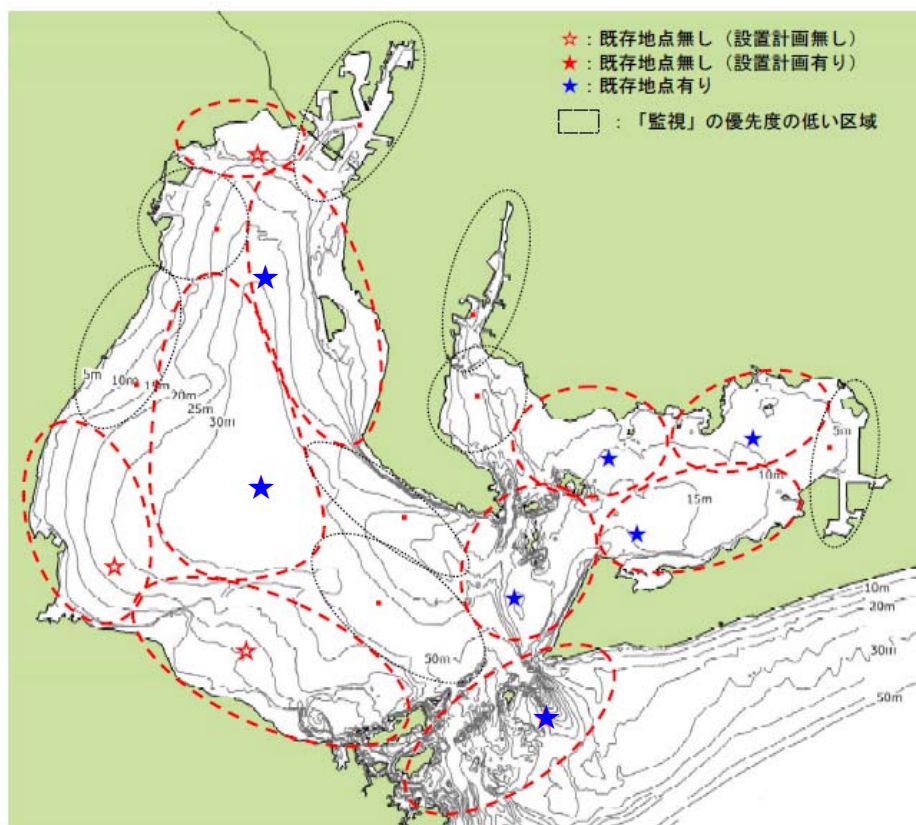 ☆：既存地点無し（設置計画無し）
★：既存地点無し（設置計画有り）
★：既存地点有り
：「監視」の優先度の低い区域
5m
10m
15m
20m
25m
30m
5m
10m
15m
50m
10m
20m
30m
50m